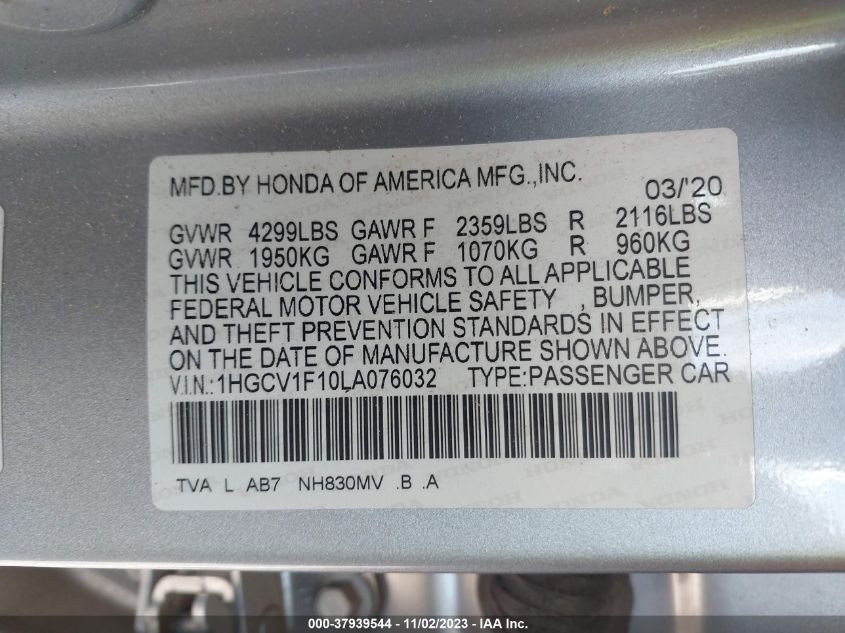 MFD.BY HONDA OF AMERICA MFG.,INC. 03/'20
GVWR 4299LBS GAWR F 2359LBS R 2116LBS
GVWR 1950KG GAWR F 1070KG R 960KG
THIS VEHICLE CONFORMS TO ALL APPLICABLE
FEDERAL MOTOR VEHICLE SAFETY , BUMPER,
AND THEFT PREVENTION STANDARDS IN EFFECT
ON THE DATE OF MANUFACTURE SHOWN ABOVE.
V.I.N.:1HGCV1F10LA076032 TYPE:PASSENGER CAR
TVA L AB7 NH830MV .B .A
000-37939544 - 11/02/2023 - IAA Inc.